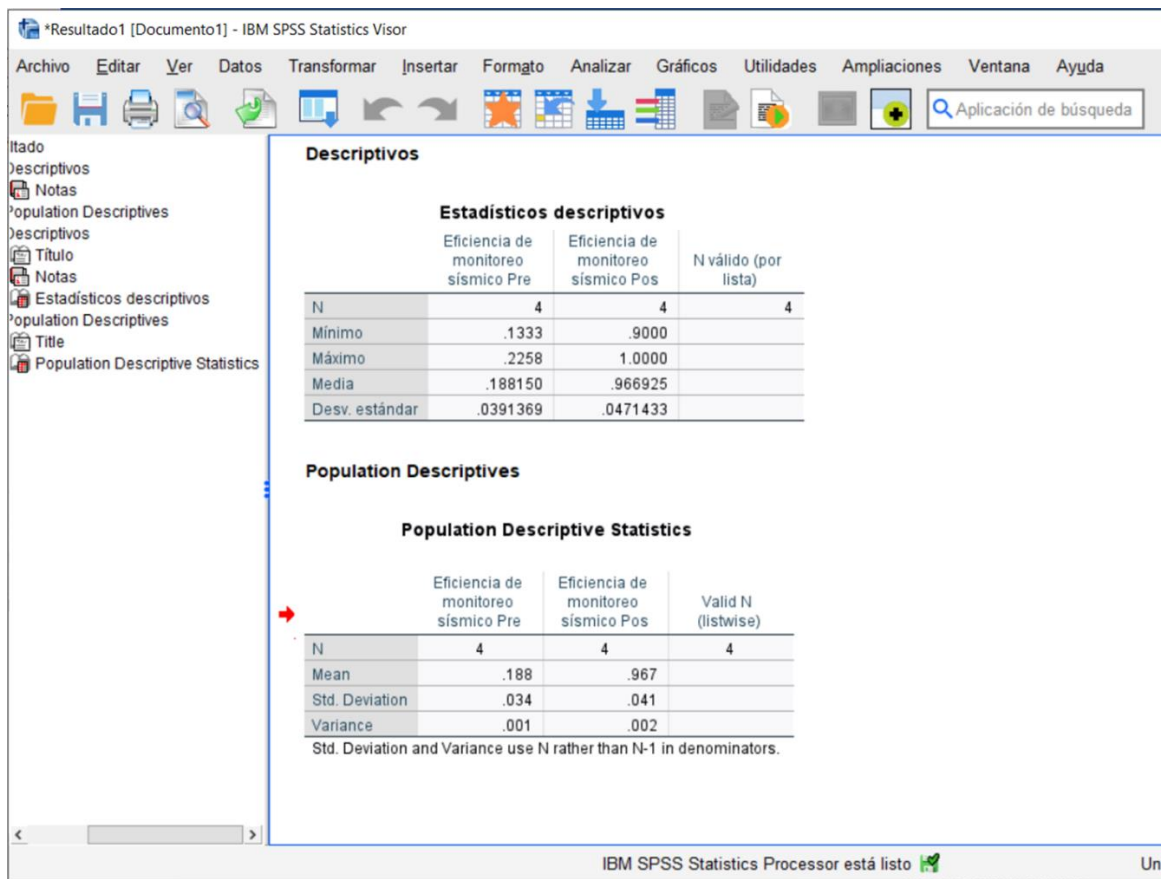 *Resultado1 [Documento1] - IBM SPSS Statistics Visor
Archivo Editar Ver Datos Transformar Insertar Formato Analizar Gráficos Utilidades Ampliaciones Ventana Ayuda
Aplicación de búsqueda
ltado
Descriptivos
Notas
Population Descriptives
Descriptivos
Título
Notas
Estadísticos descriptivos
Population Descriptives
Title
Population Descriptive Statistics
Descriptivos
Estadísticos descriptivos
Eficiencia de monitoreo sísmico Pre
Eficiencia de monitoreo sísmico Pos
N válido (por lista)
N 4 4 4
Mínimo .1333 .9000
Máximo .2258 1.0000
Media .188150 .966925
Desv. estándar .0391369 .0471433
Population Descriptives
Population Descriptive Statistics
Eficiencia de monitoreo sísmico Pre
Eficiencia de monitoreo sísmico Pos
Valid N (listwise)
N 4 4 4
Mean .188 .967
Std. Deviation .034 .041
Variance .001 .002
Std. Deviation and Variance use N rather than N-1 in denominators.
IBM SPSS Statistics Processor está listo
Un